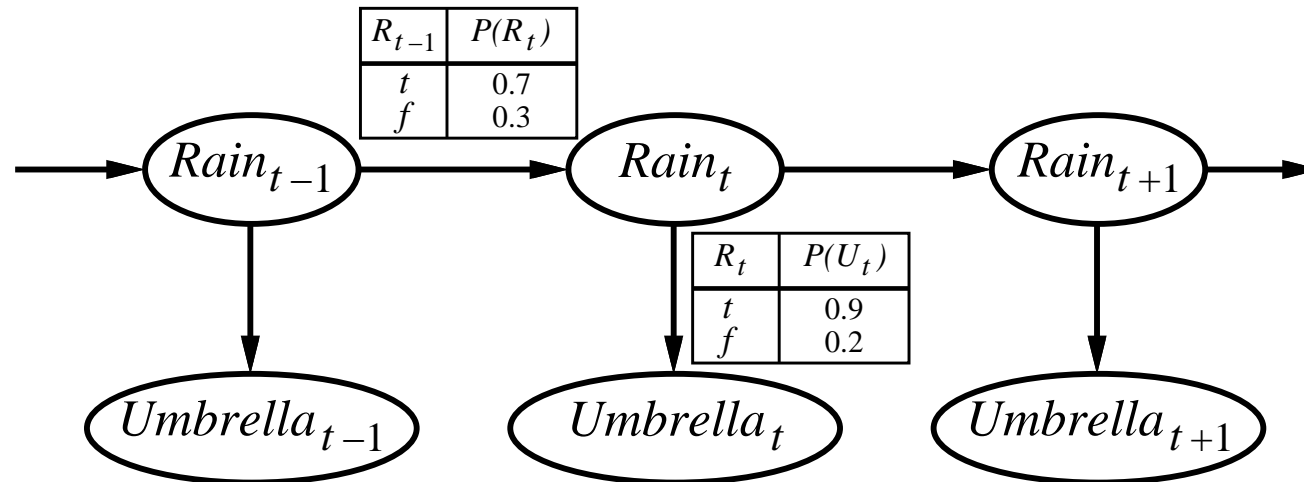 R_{t-1} P(R_t)
t 0.7
f 0.3
Rain_{t-1} Rain_t Rain_{t+1}
R_t P(U_t)
t 0.9
f 0.2
Umbrella_{t-1} Umbrella_t Umbrella_{t+1}